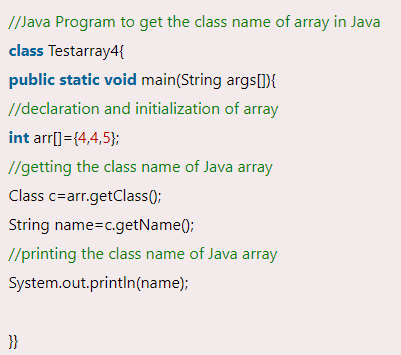 //Java Program to get the class name of array in Java
class Testarray4{
public static void main(String args[]){
//declaration and initialization of array
int arr[]={4,4,5};
//getting the class name of Java array
Class c=arr.getClass();
String name=c.getName();
//printing the class name of Java array
System.out.println(name);
}}